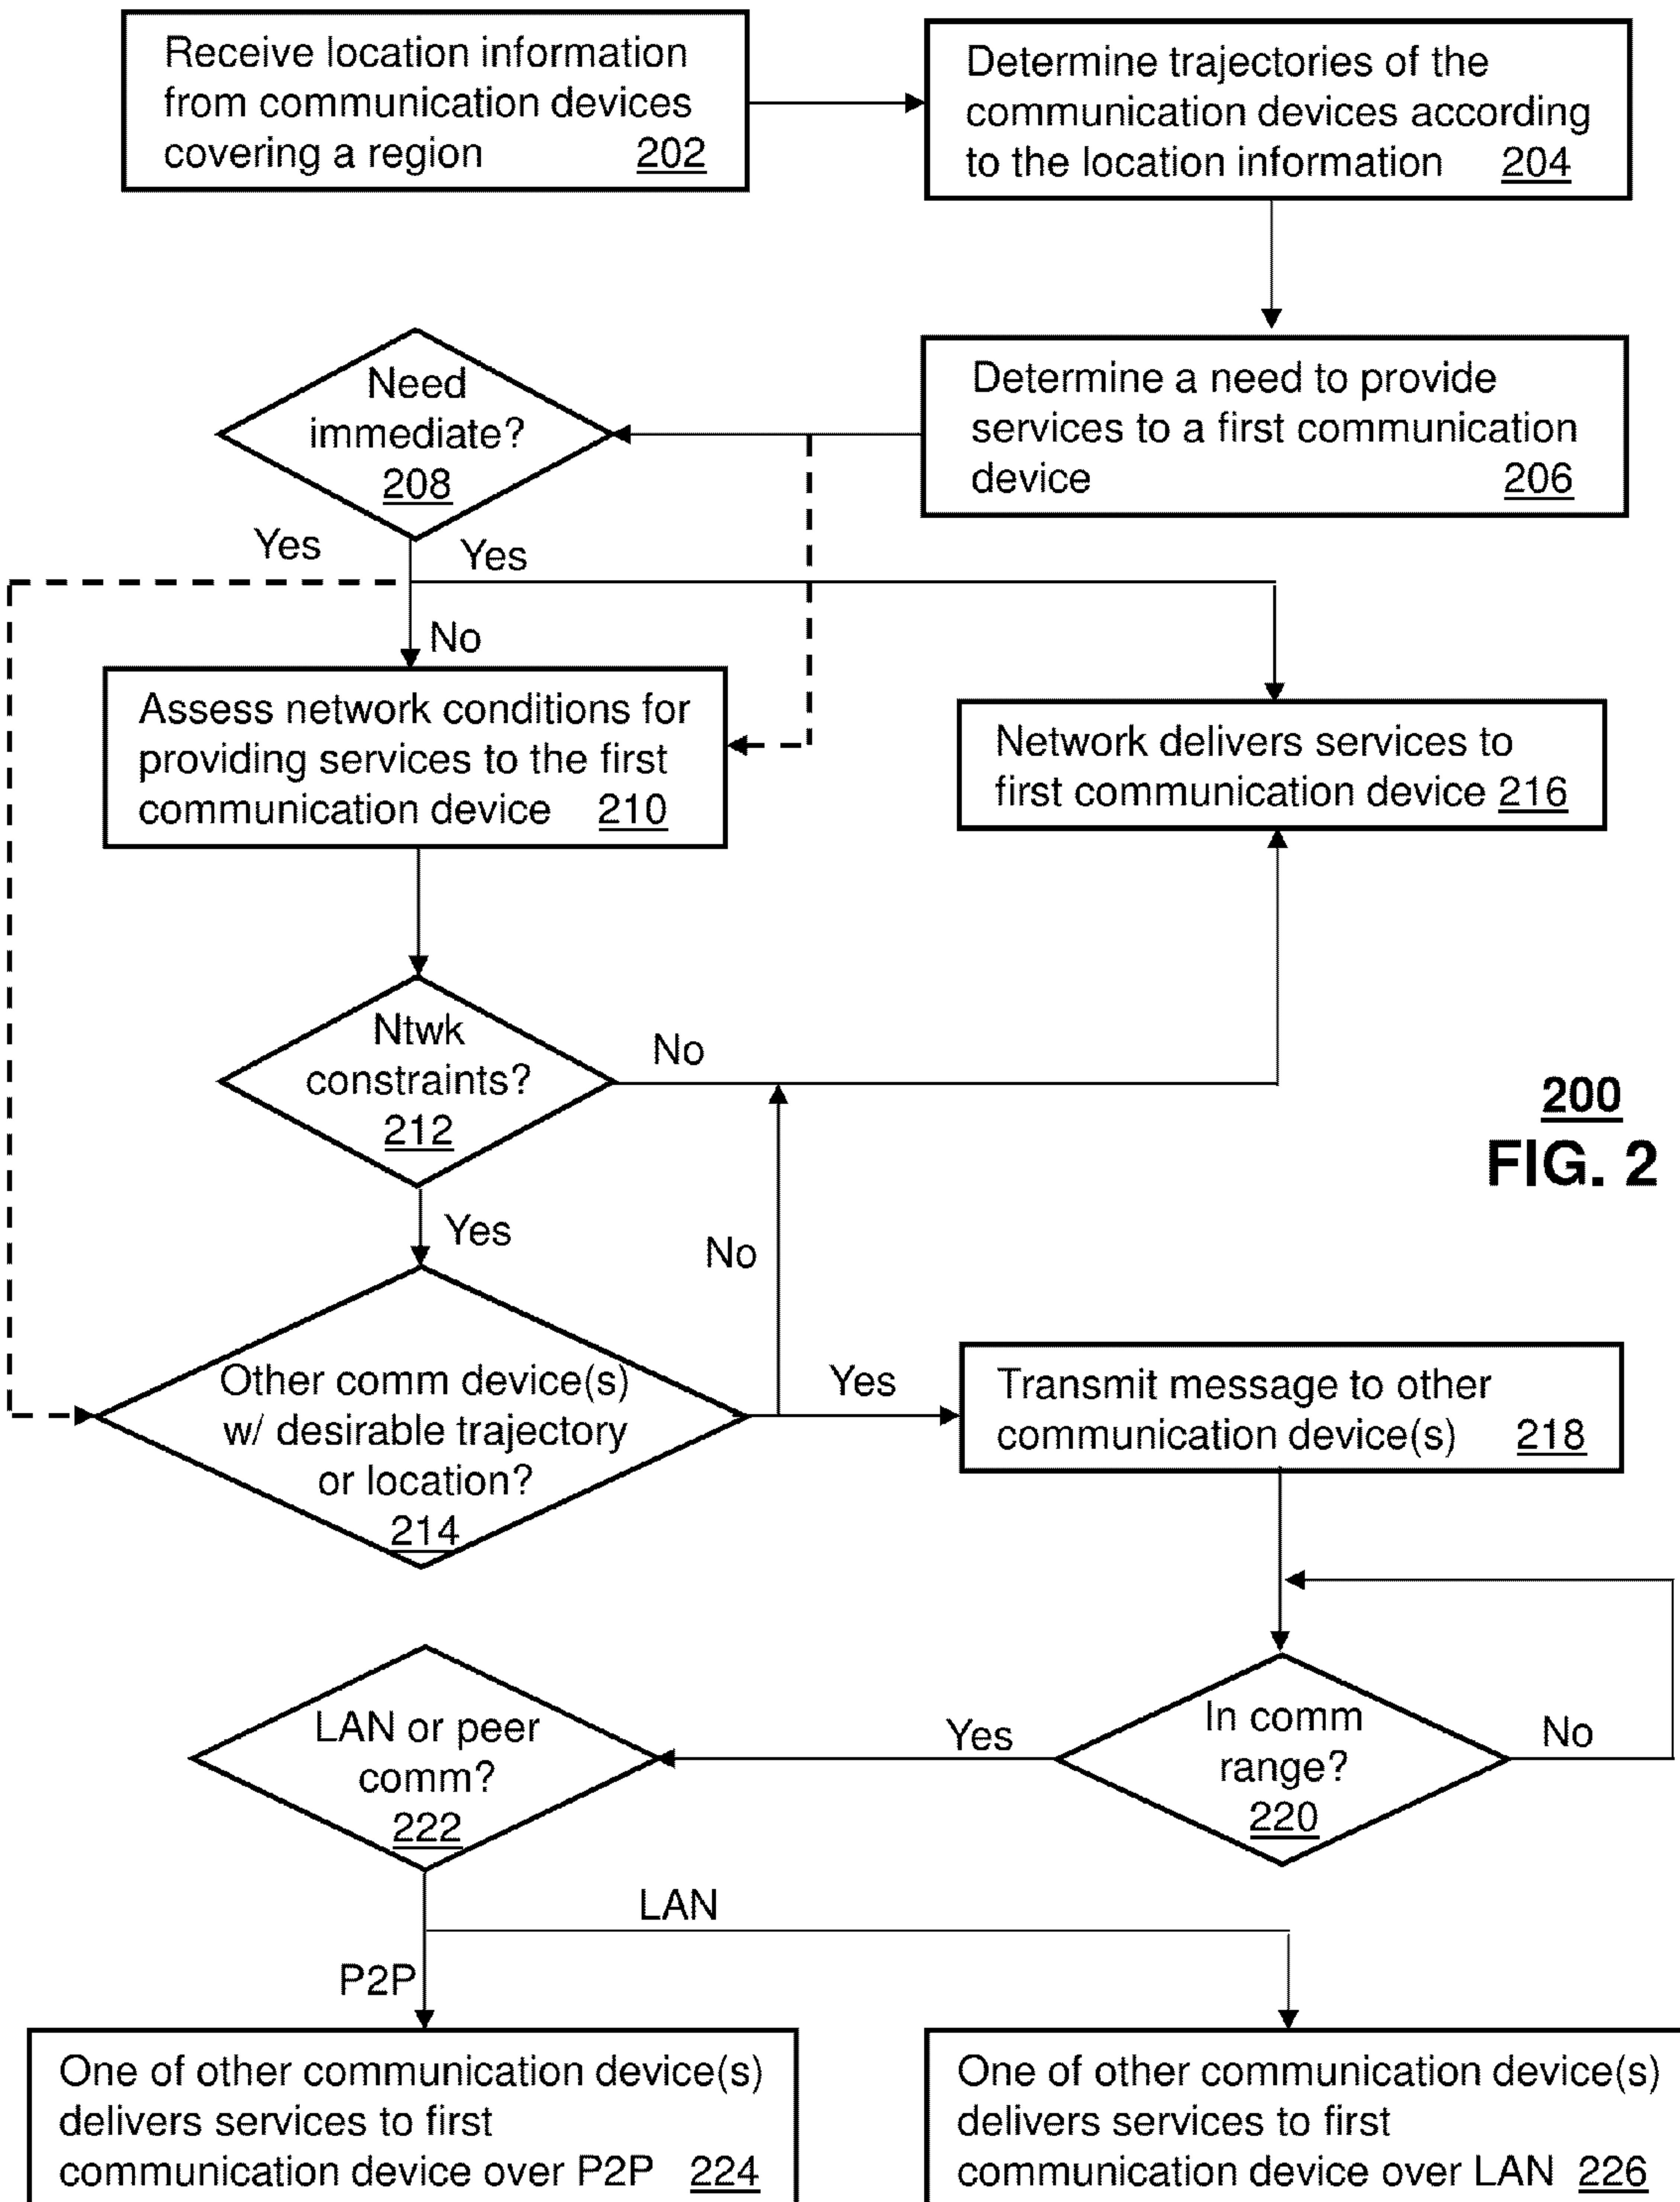 Receive location information
from communication devices
covering a region 202
Determine trajectories of the
communication devices according
to the location information 204
Need
immediate?
208
Determine a need to provide
services to a first communication
device 206
Yes
Yes
No
Assess network conditions for
providing services to the first
communication device 210
Network delivers services to
first communication device 216
Ntwk
constraints?
212
No
200
FIG. 2
Yes
No
Other comm device(s)
w/ desirable trajectory
or location?
214
Yes
Transmit message to other
communication device(s) 218
In comm
range?
220
No
Yes
LAN or peer
comm?
222
LAN
P2P
One of other communication device(s)
delivers services to first
communication device over P2P 224
One of other communication device(s)
delivers services to first
communication device over LAN 226